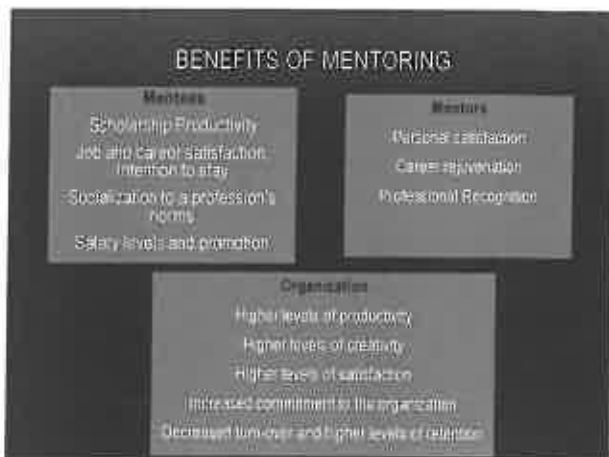 BENEFITS OF MENTORING
Mentees
Scholarship Productivity
Job and career satisfaction
Intention to stay
Socialization to a profession's
norms
Salary levels and promotion
Mentors
Personal satisfaction
Career rejuvenation
Professional Recognition
Organization
Higher levels of productivity
Higher levels of creativity
Higher levels of satisfaction
Increased commitment to the organization
Decreased turn-over and higher levels of retention